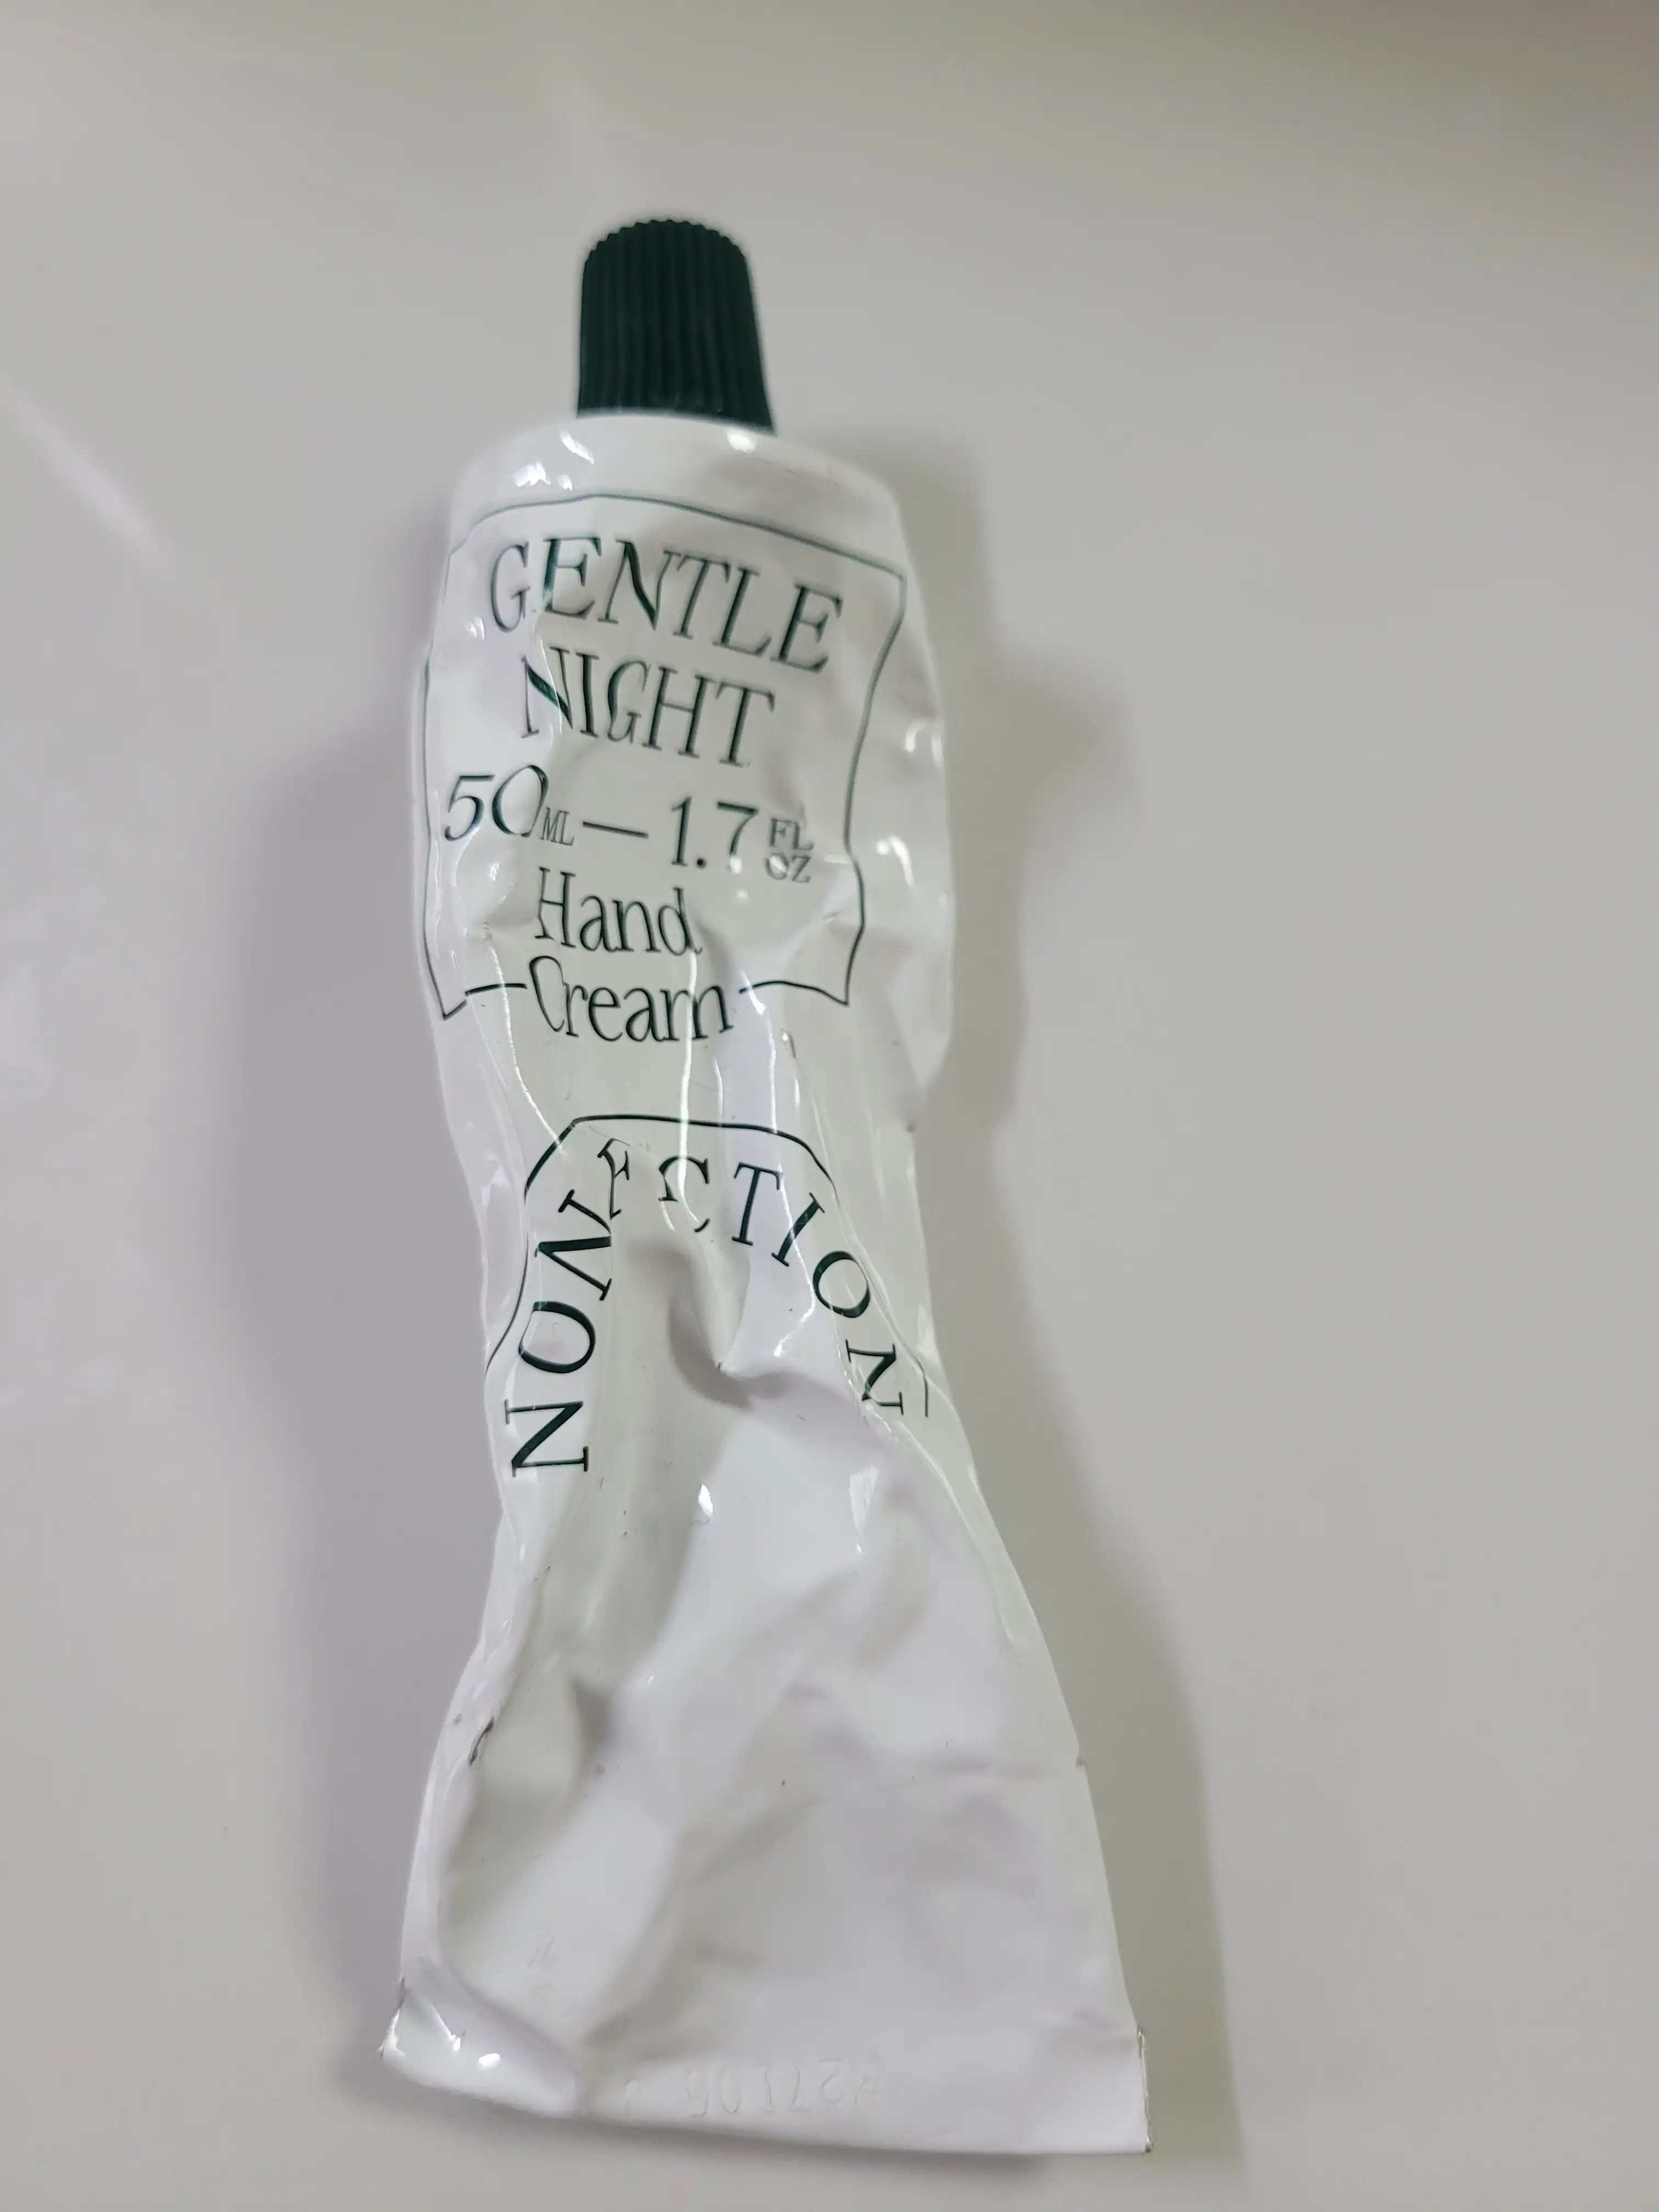 GENTLE
NIGHT
50ML — 1.7 FL OZ
Hand
Cream
NONFICTION